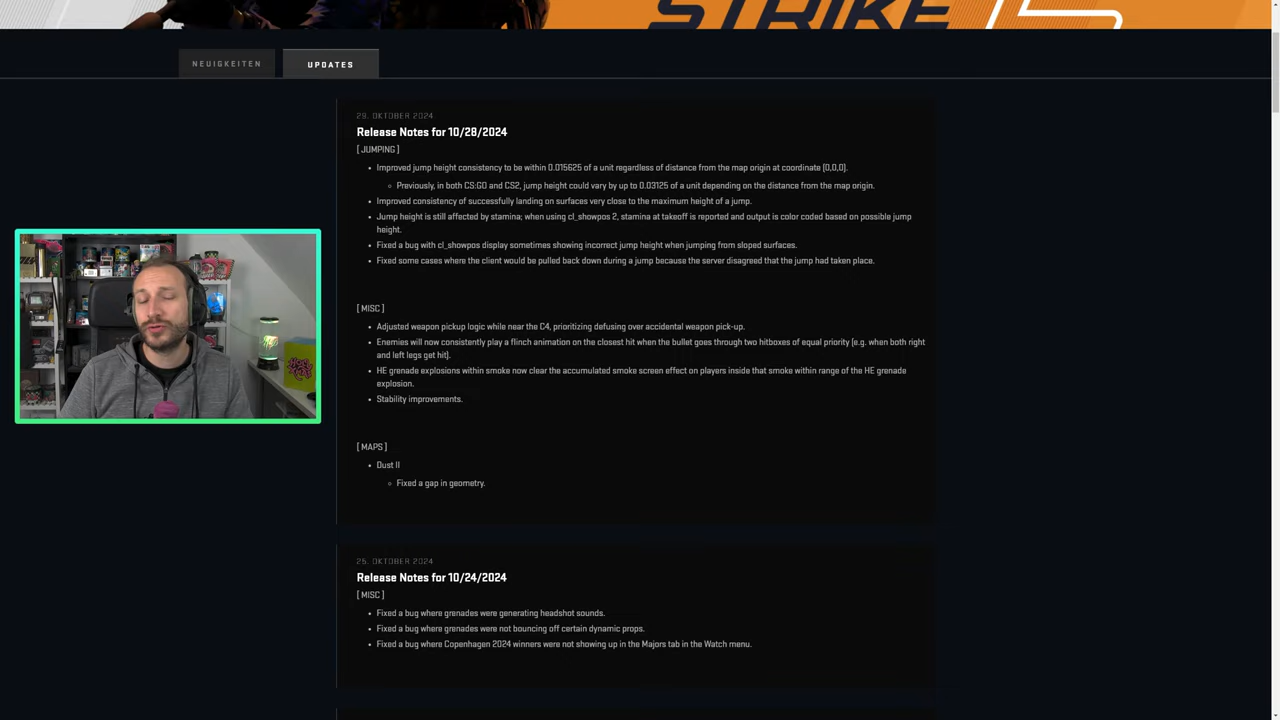 STRIKE
NEUIGKEITEN
UPDATES
29. OKTOBER 2024
Release Notes for 10/28/2024
[ JUMPING ]
• Improved jump height consistency to be within 0.015625 of a unit regardless of distance from the map origin at coordinate (0,0,0).
◦ Previously, in both CS:GO and CS2, jump height could vary by up to 0.03125 of a unit depending on the distance from the map origin.
• Improved consistency of successfully landing on surfaces very close to the maximum height of a jump.
• Jump height is still affected by stamina; when using cl_showpos 2, stamina at takeoff is reported and output is color coded based on possible jump
height.
• Fixed a bug with cl_showpos display sometimes showing incorrect jump height when jumping from sloped surfaces.
• Fixed some cases where the client would be pulled back down during a jump because the server disagreed that the jump had taken place.
[ MISC ]
• Adjusted weapon pickup logic while near the C4, prioritizing defusing over accidental weapon pick-up.
• Enemies will now consistently play a flinch animation on the closest hit when the bullet goes through two hitboxes of equal priority (e.g. when both right
and left legs get hit).
• HE grenade explosions within smoke now clear the accumulated smoke screen effect on players inside that smoke within range of the HE grenade
explosion.
• Stability improvements.
[ MAPS ]
• Dust II
◦ Fixed a gap in geometry.
25. OKTOBER 2024
Release Notes for 10/24/2024
[ MISC ]
• Fixed a bug where grenades were generating headshot sounds.
• Fixed a bug where grenades were not bouncing off certain dynamic props.
• Fixed a bug where Copenhagen 2024 winners were not showing up in the Majors tab in the Watch menu.